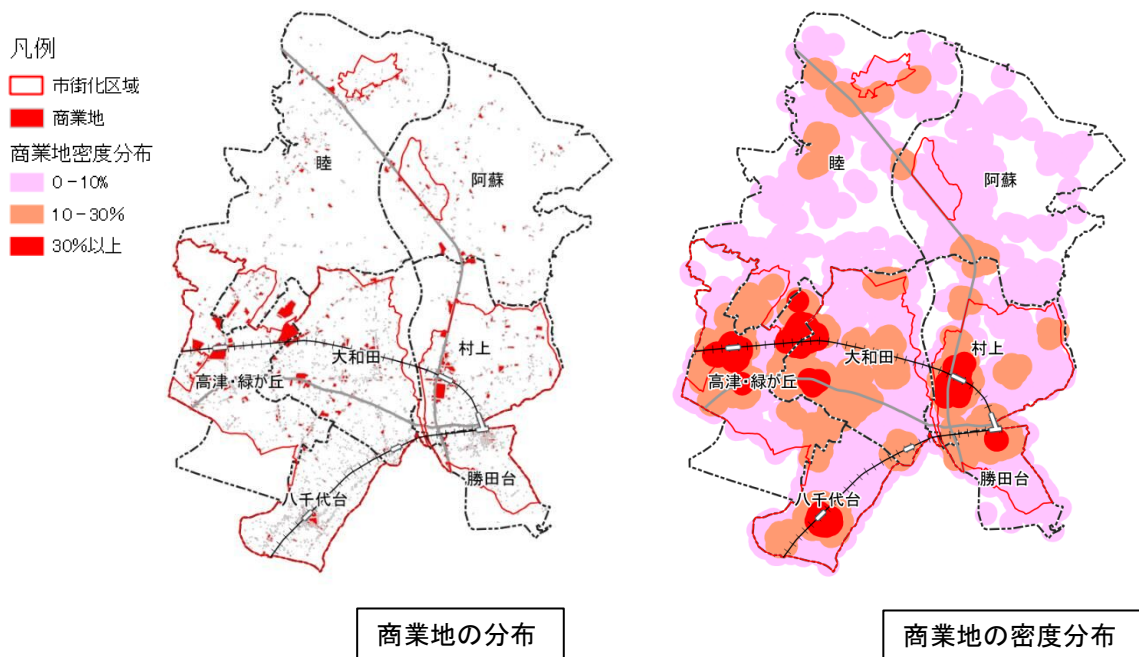 凡例
市街化区域
商業地
商業地密度分布
0-10%
10-30%
30%以上
睦
阿蘇
大和田
村上
高津・緑が丘
八千代台
勝田台
商業地の分布
睦
阿蘇
大和田
村上
高津・緑が丘
八千代台
勝田台
商業地の密度分布